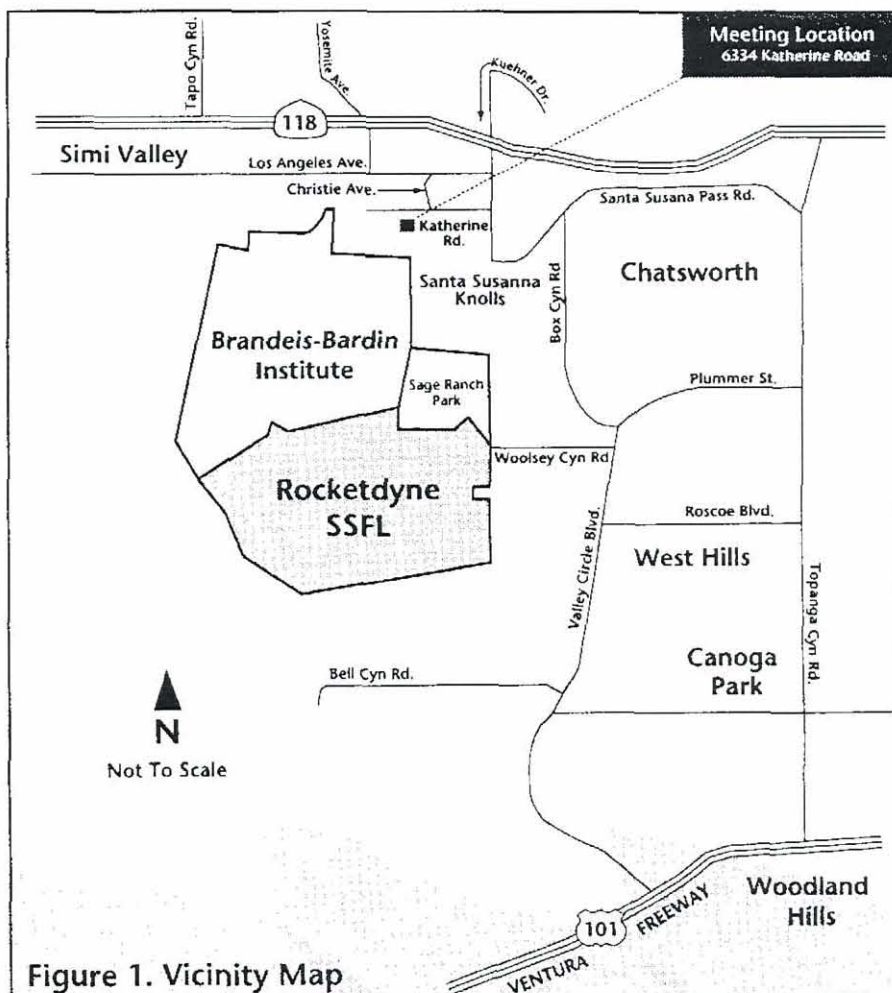 Meeting Location
6334 Katherine Road
Tapo Cyn Rd.
Yosemite Ave.
Kuehner Dr.
118
Simi Valley
Los Angeles Ave.
Christie Ave.
Santa Susana Pass Rd.
Katherine
Rd.
Santa Susanna
Knolls
Box Cyn Rd
Chatsworth
Brandeis-Bardin
Institute
Sage Ranch
Park
Plummer St.
Woolsey Cyn Rd
Rocketdyne
SSFL
Valley Circle Blvd.
Roscoe Blvd.
West Hills
Topanga Cyn Rd.
Canoga
Park
Bell Cyn Rd.
N
Not To Scale
Woodland
Hills
101
VENTURA FREEWAY
Figure 1. Vicinity Map